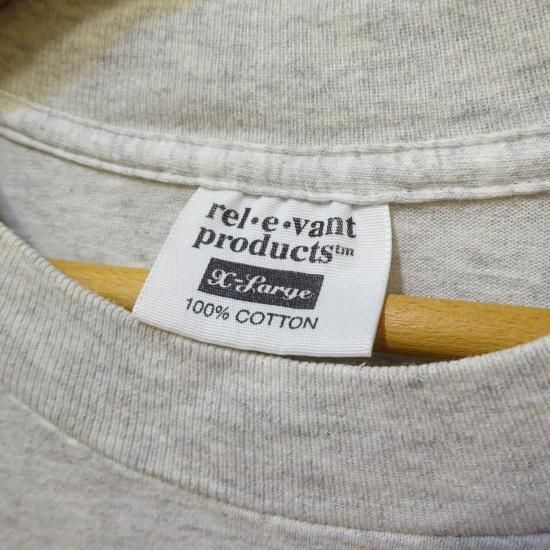 rel•e•vant
products™
X-Large
100% COTTON